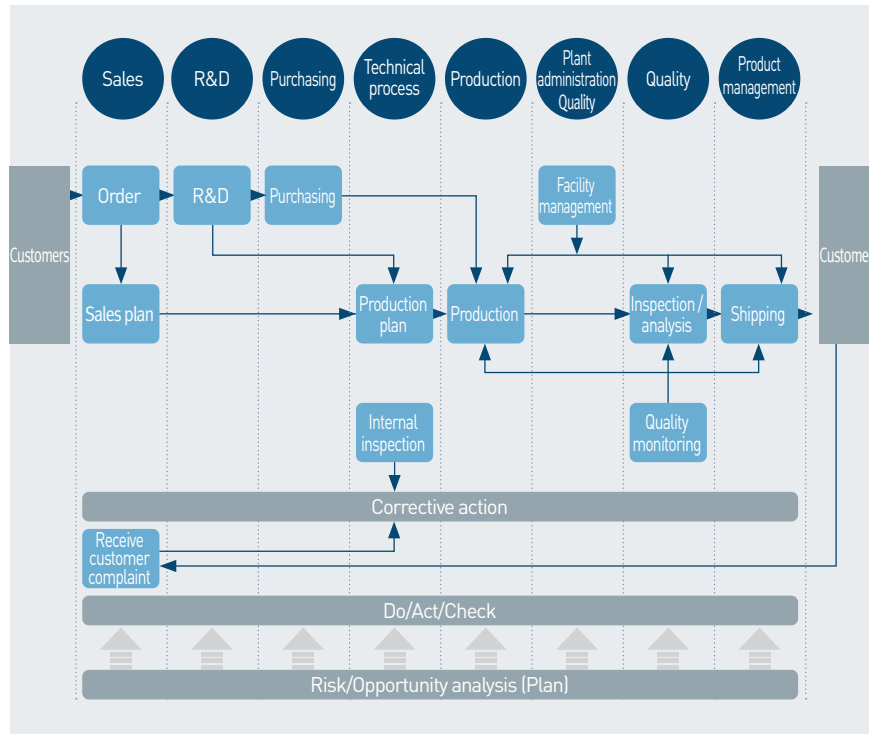 Sales
R&D
Purchasing
Technical
process
Production
Plant
administration
Quality
Quality
Product
management
Customers
Order
R&D
Purchasing
Facility
management
Custome
Sales plan
Production
plan
Production
Inspection /
analysis
Shipping
Internal
inspection
Quality
monitoring
Corrective action
Receive
customer
complaint
Do/Act/Check
Risk/Opportunity analysis (Plan)